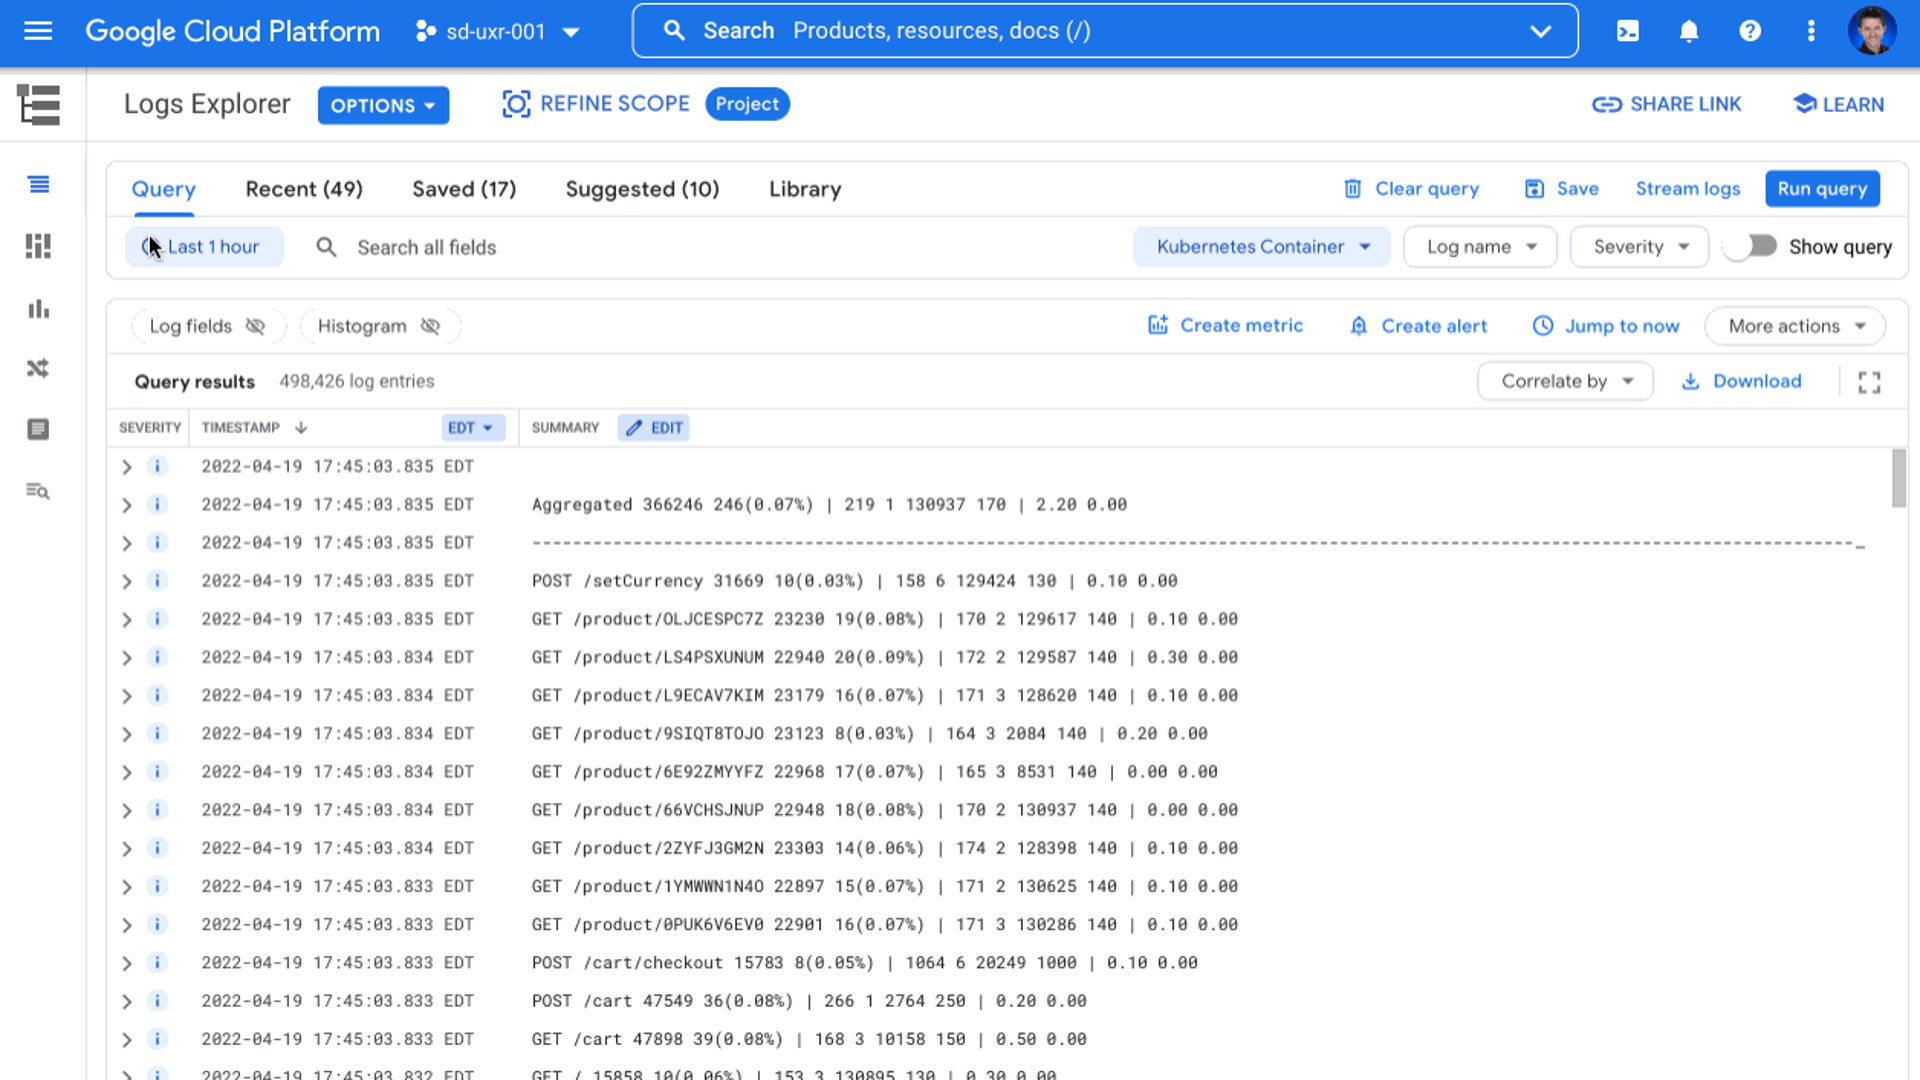 Google Cloud Platform sd-uxr-001 Search Products, resources, docs (/)
Logs Explorer OPTIONS REFINE SCOPE Project SHARE LINK LEARN
Query Recent (49) Saved (17) Suggested (10) Library Clear query Save Stream logs Run query
Last 1 hour Search all fields Kubernetes Container Log name Severity Show query
Log fields Histogram Create metric Create alert Jump to now More actions
Query results 498,426 log entries Correlate by Download
SEVERITY TIMESTAMP EDT SUMMARY EDIT
2022-04-19 17:45:03.835 EDT
2022-04-19 17:45:03.835 EDT Aggregated 366246 246(0.07%) | 219 1 130937 170 | 2.20 0.00
2022-04-19 17:45:03.835 EDT --------------------------------------------------------------------------------------------------------------------------------------
2022-04-19 17:45:03.835 EDT POST /setCurrency 31669 10(0.03%) | 158 6 129424 130 | 0.10 0.00
2022-04-19 17:45:03.835 EDT GET /product/OLJCESPC7Z 23230 19(0.08%) | 170 2 129617 140 | 0.10 0.00
2022-04-19 17:45:03.834 EDT GET /product/LS4PSXUNUM 22940 20(0.09%) | 172 2 129587 140 | 0.30 0.00
2022-04-19 17:45:03.834 EDT GET /product/L9ECAV7KIM 23179 16(0.07%) | 171 3 128620 140 | 0.10 0.00
2022-04-19 17:45:03.834 EDT GET /product/9SIQT8TOJO 23123 8(0.03%) | 164 3 2084 140 | 0.20 0.00
2022-04-19 17:45:03.834 EDT GET /product/6E92ZMYYFZ 22968 17(0.07%) | 165 3 8531 140 | 0.00 0.00
2022-04-19 17:45:03.834 EDT GET /product/66VCHSJNUP 22948 18(0.08%) | 170 2 130937 140 | 0.00 0.00
2022-04-19 17:45:03.834 EDT GET /product/2ZYFJ3GM2N 23303 14(0.06%) | 174 2 128398 140 | 0.10 0.00
2022-04-19 17:45:03.833 EDT GET /product/1YMWWN1N4O 22897 15(0.07%) | 171 2 130625 140 | 0.10 0.00
2022-04-19 17:45:03.833 EDT GET /product/0PUK6V6EV0 22901 16(0.07%) | 171 3 130286 140 | 0.10 0.00
2022-04-19 17:45:03.833 EDT POST /cart/checkout 15783 8(0.05%) | 1064 6 20249 1000 | 0.10 0.00
2022-04-19 17:45:03.833 EDT POST /cart 47549 36(0.08%) | 266 1 2764 250 | 0.20 0.00
2022-04-19 17:45:03.833 EDT GET /cart 47898 39(0.08%) | 168 3 10158 150 | 0.50 0.00
2022-04-19 17:45:03.832 EDT GET / 15858 10(0.06%) | 153 3 130895 130 | 0.30 0.00